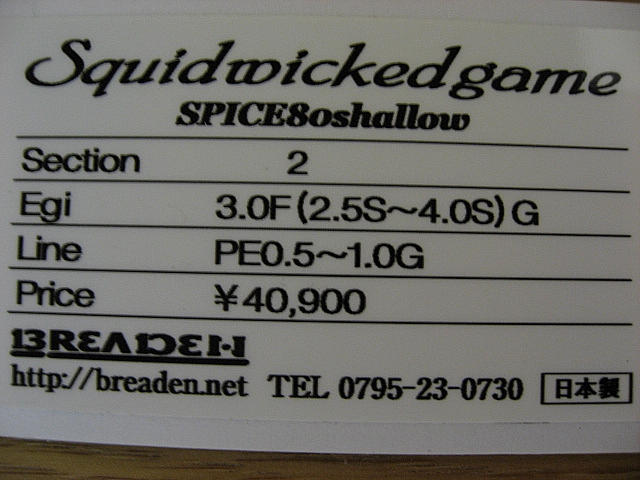 Squidwickedgame
SPICE80shallow
Section 2
Egi 3.0F(2.5S～4.0S)G
Line PE0.5～1.0G
Price ￥40,900
BREADEN
http://breaden.net TEL 0795-23-0730 日本製